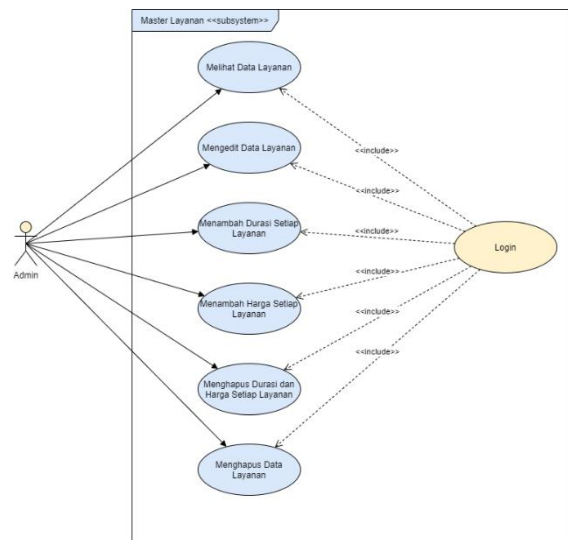 Master Layanan <<subsystem>>
Melihat Data Layanan
<<include>>
Mengedit Data Layanan
<<include>>
Menambah Durasi Setiap
Layanan
<<include>>
Login
Admin
Menambah Harga Setiap
Layanan
<<include>>
<<include>>
Menghapus Durasi dan
Harga Setiap Layanan
<<include>>
Menghapus Data
Layanan